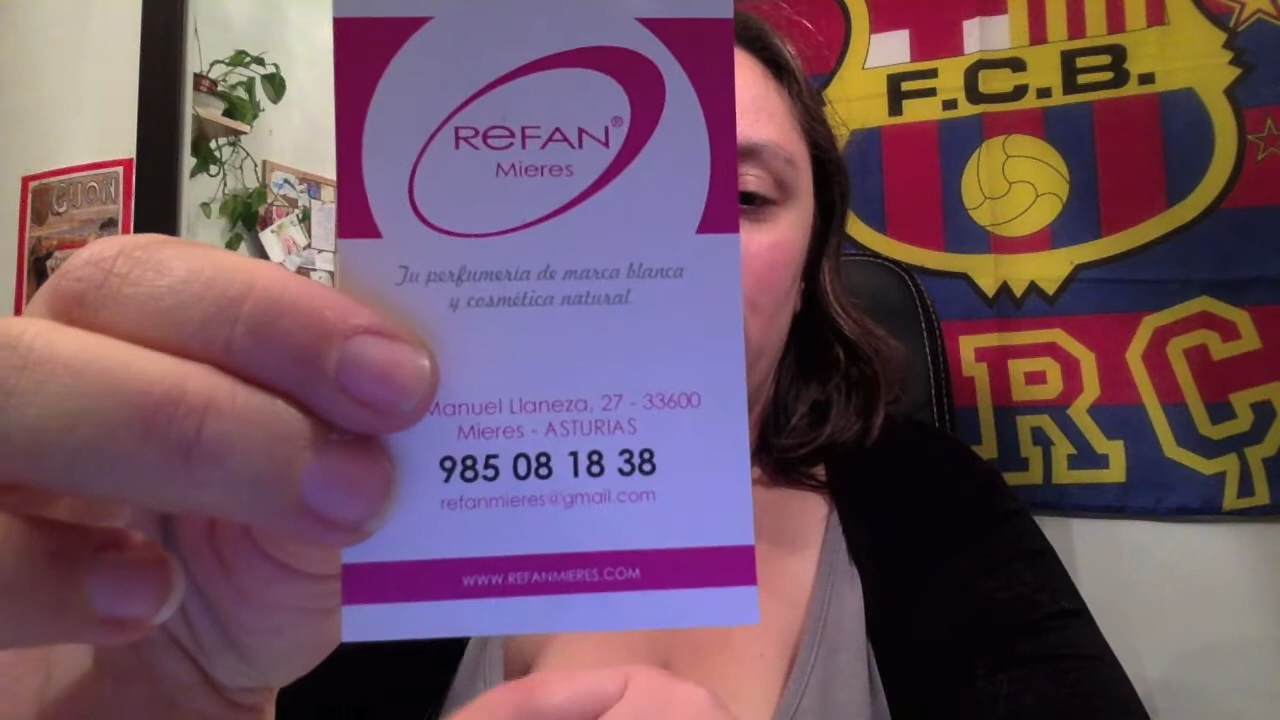 REFAN®
Mieres
Tu perfumería de marca blanca
y cosmética natural
Manuel Llaneza, 27 - 33600
Mieres - ASTURIAS
985 08 18 38
refanmieres@gmail.com
WWW.REFANMIERES.COM
F.C.B.
GIJON